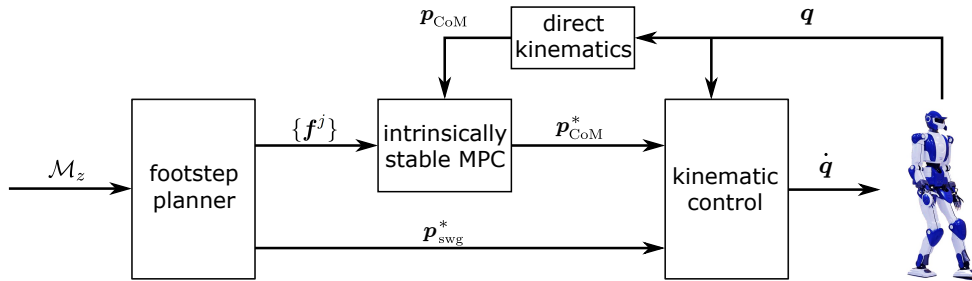 p_CoM
direct
kinematics
q
{f^j}
intrinsically
stable MPC
p*_CoM
M_z
footstep
planner
kinematic
control
q̇
p*_swg